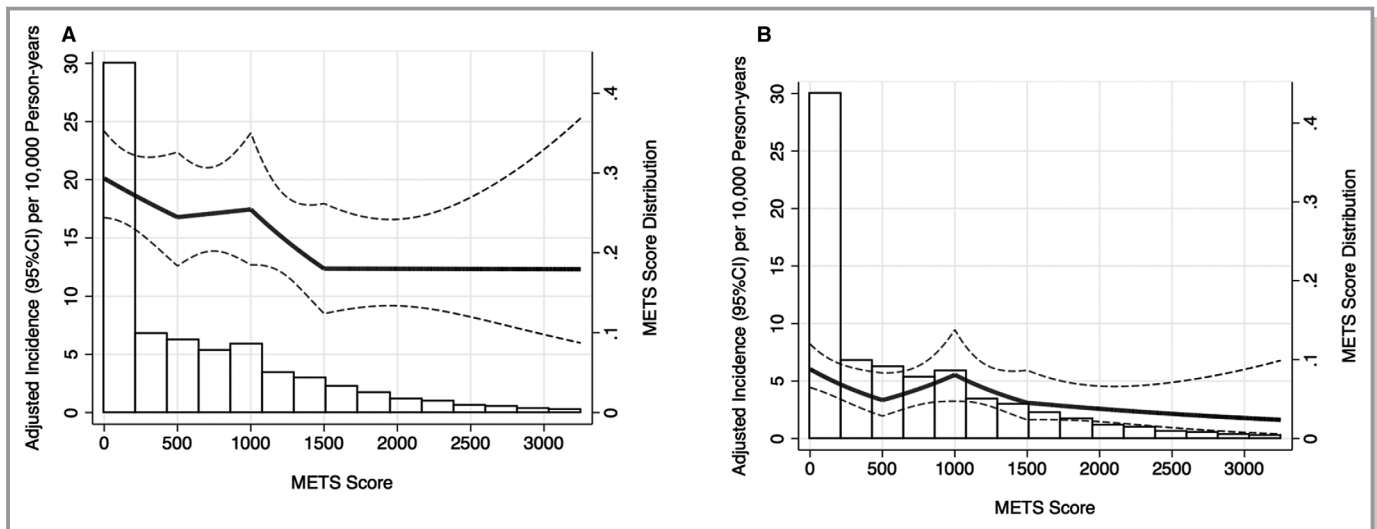 A
Adjusted Incidence (95%CI) per 10,000 Person-years
30
25
20
15
10
5
0
.4
.3
.2
.1
0
METS Score Distribution
0 500 1000 1500 2000 2500 3000
METS Score
B
Adjusted Incidence (95%CI) per 10,000 Person-years
30
25
20
15
10
5
0
.4
.3
.2
.1
0
METS Score Distribution
0 500 1000 1500 2000 2500 3000
METS Score